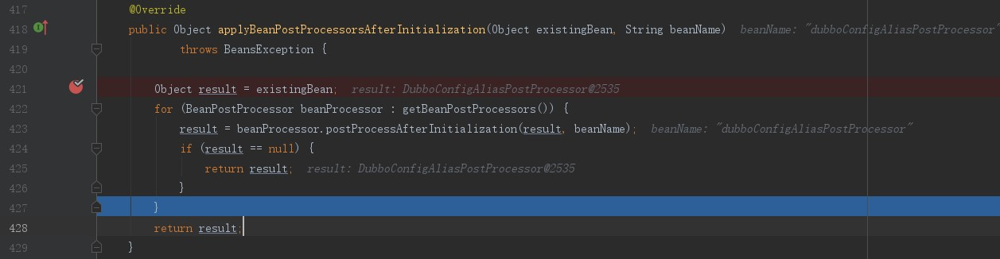 417 @Override
418 public Object applyBeanPostProcessorsAfterInitialization(Object existingBean, String beanName) beanName: "dubboConfigAliasPostProcessor"
419 throws BeansException {
420
421 Object result = existingBean; result: DubboConfigAliasPostProcessor@2535
422 for (BeanPostProcessor beanProcessor : getBeanPostProcessors()) {
423 result = beanProcessor.postProcessAfterInitialization(result, beanName); beanName: "dubboConfigAliasPostProcessor"
424 if (result == null) {
425 return result; result: DubboConfigAliasPostProcessor@2535
426 }
427 }
428 return result;
429 }